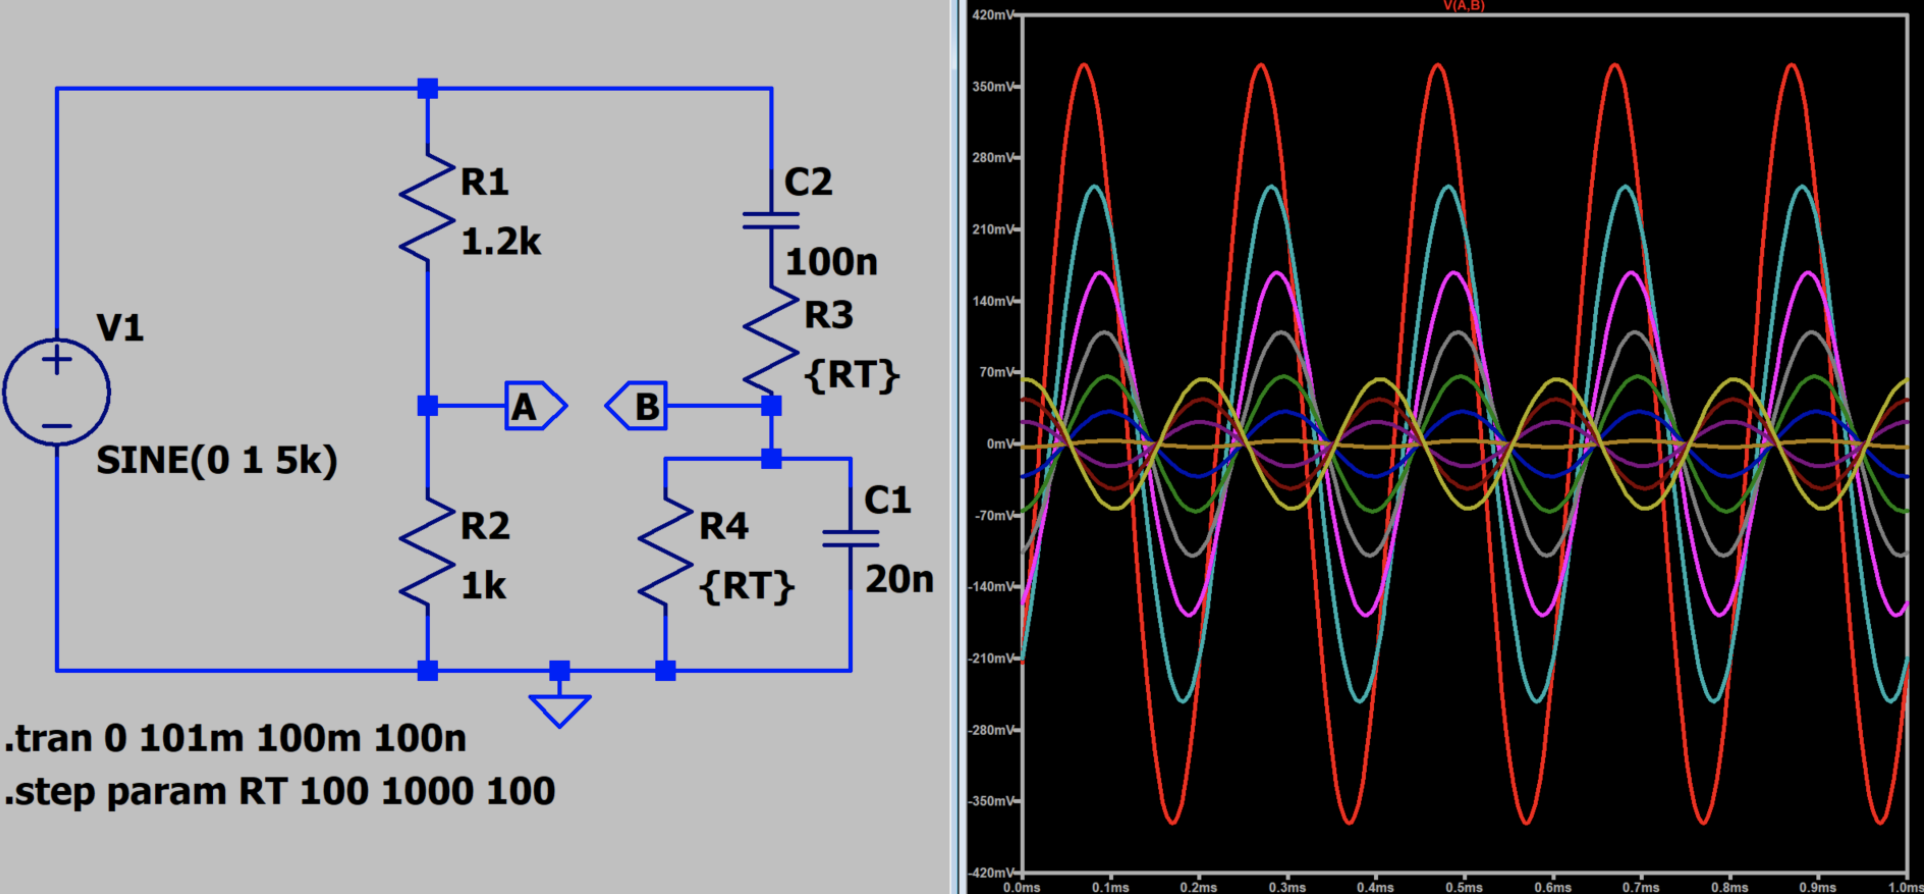 R1
1.2k
C2
100n
R3
{RT}
V1
SINE(0 1 5k)
A
B
R2
1k
R4
{RT}
C1
20n
.tran 0 101m 100m 100n
.step param RT 100 1000 100
V(A,B)
420mV
350mV
280mV
210mV
140mV
70mV
0mV
-70mV
-140mV
-210mV
-280mV
-350mV
-420mV
0.0ms
0.1ms
0.2ms
0.3ms
0.4ms
0.5ms
0.6ms
0.7ms
0.8ms
0.9ms
1.0ms